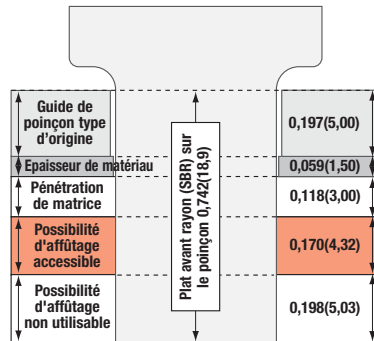 Guide de
poinçon type
d'origine
0,197(5,00)
Epaisseur de matériau
0,059(1,50)
Pénétration
de matrice
0,118(3,00)
Possibilité
d'affûtage
accessible
0,170(4,32)
Possibilité
d'affûtage
non utilisable
0,198(5,03)
Plat avant rayon (SBR) sur
le poinçon 0,742(18,9)